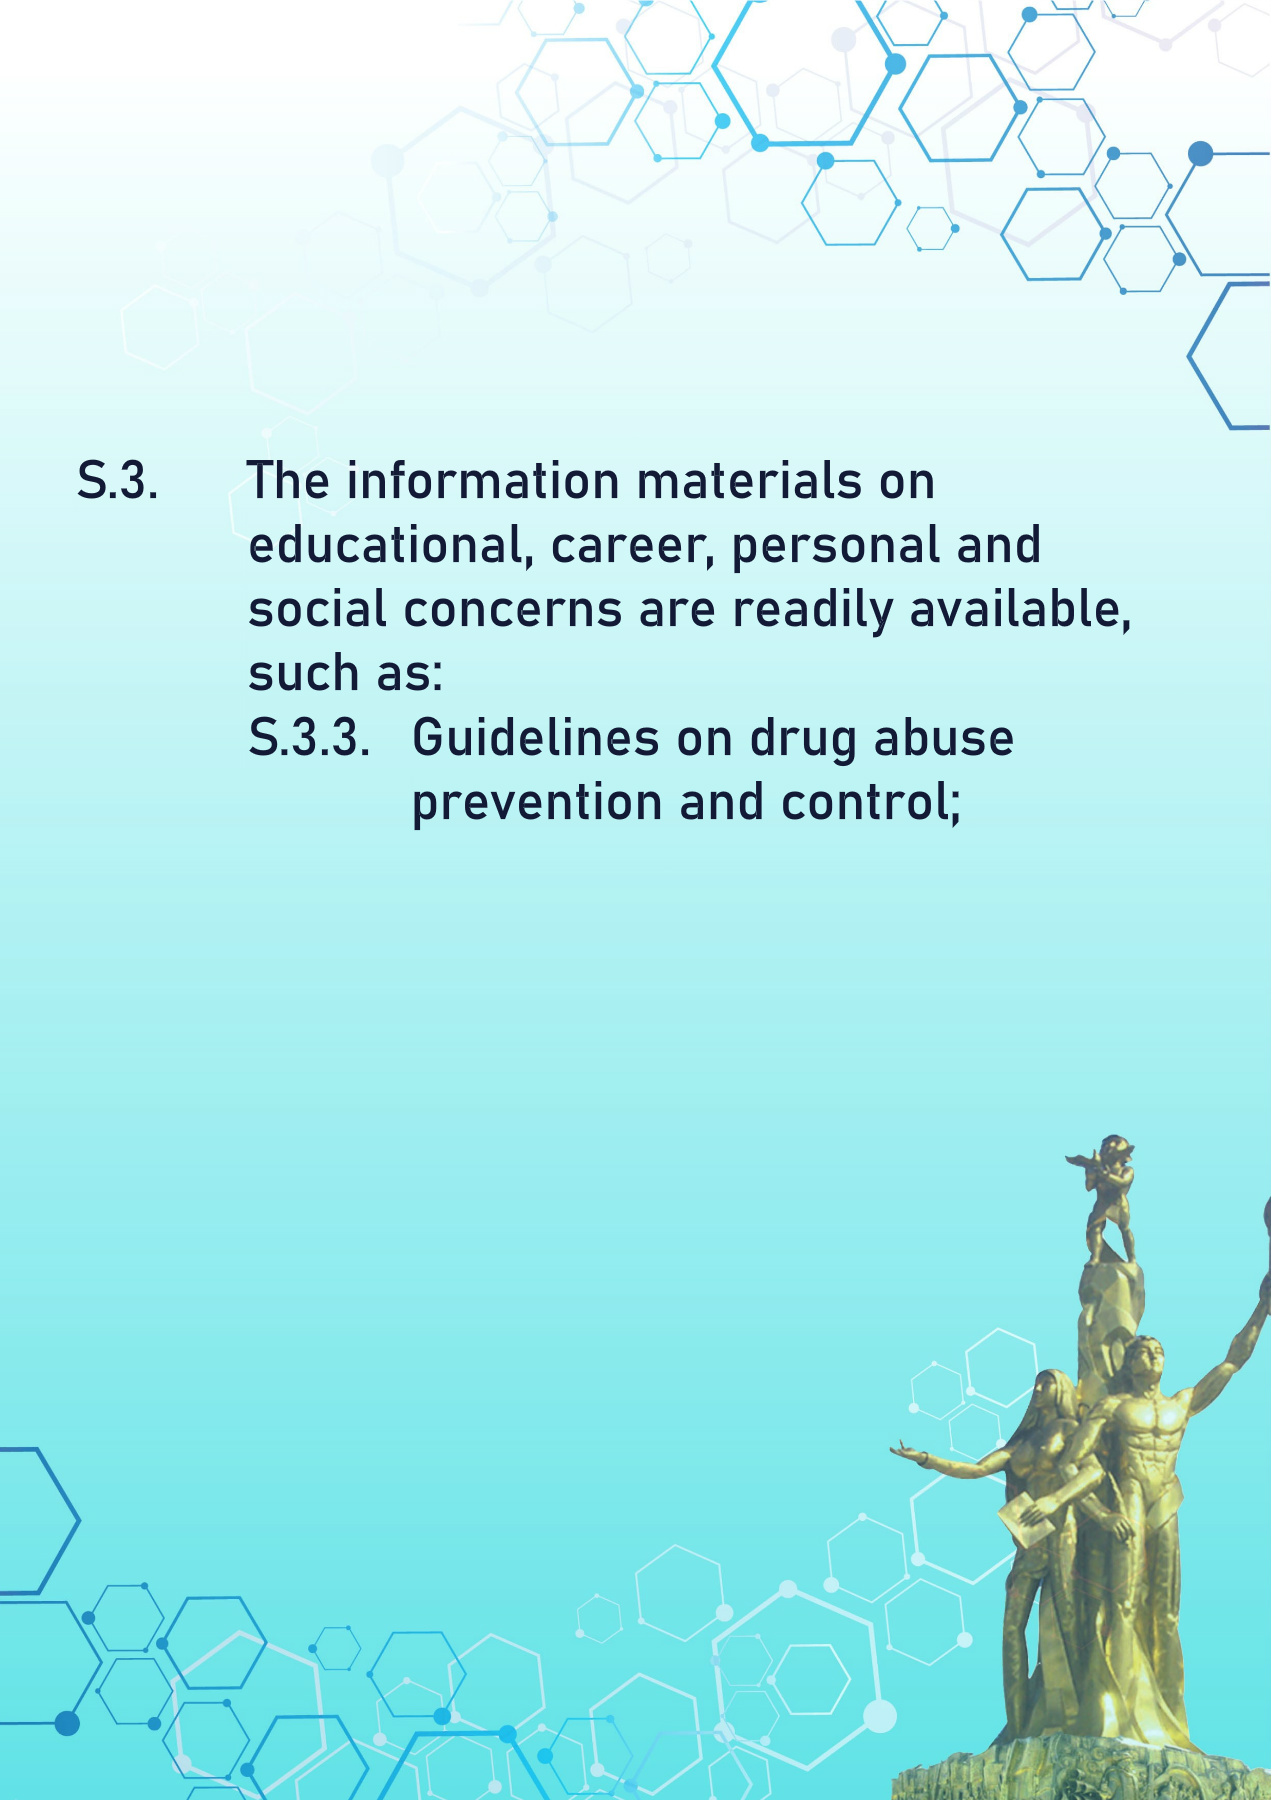 S.3. The information materials on
educational, career, personal and
social concerns are readily available,
such as:
S.3.3. Guidelines on drug abuse
prevention and control;